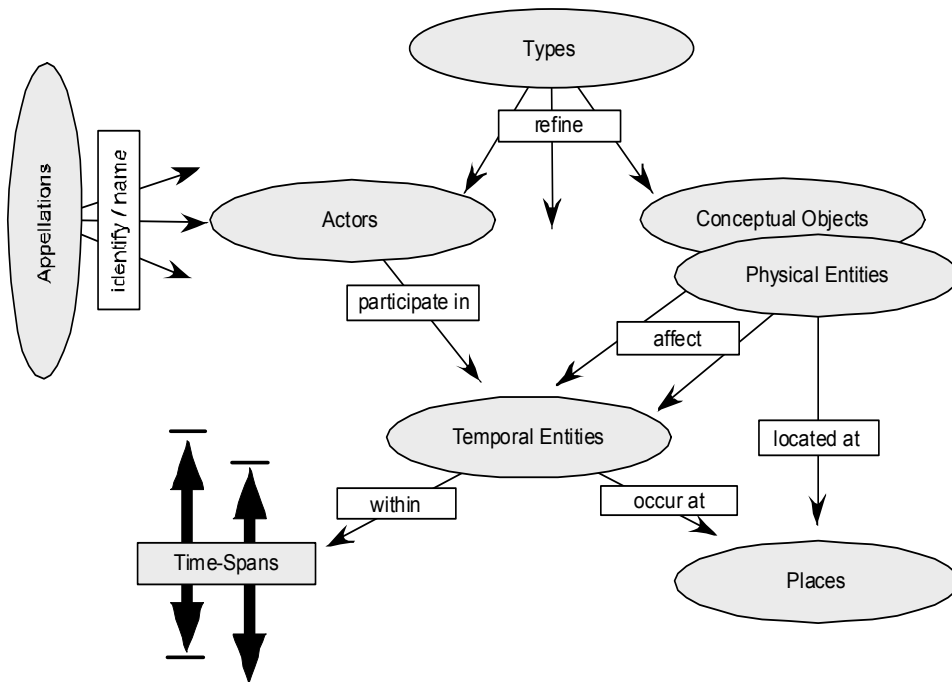 Types
refine
Appellations
identify / name
Actors
Conceptual Objects
Physical Entities
participate in
affect
Temporal Entities
located at
within
occur at
Time-Spans
Places